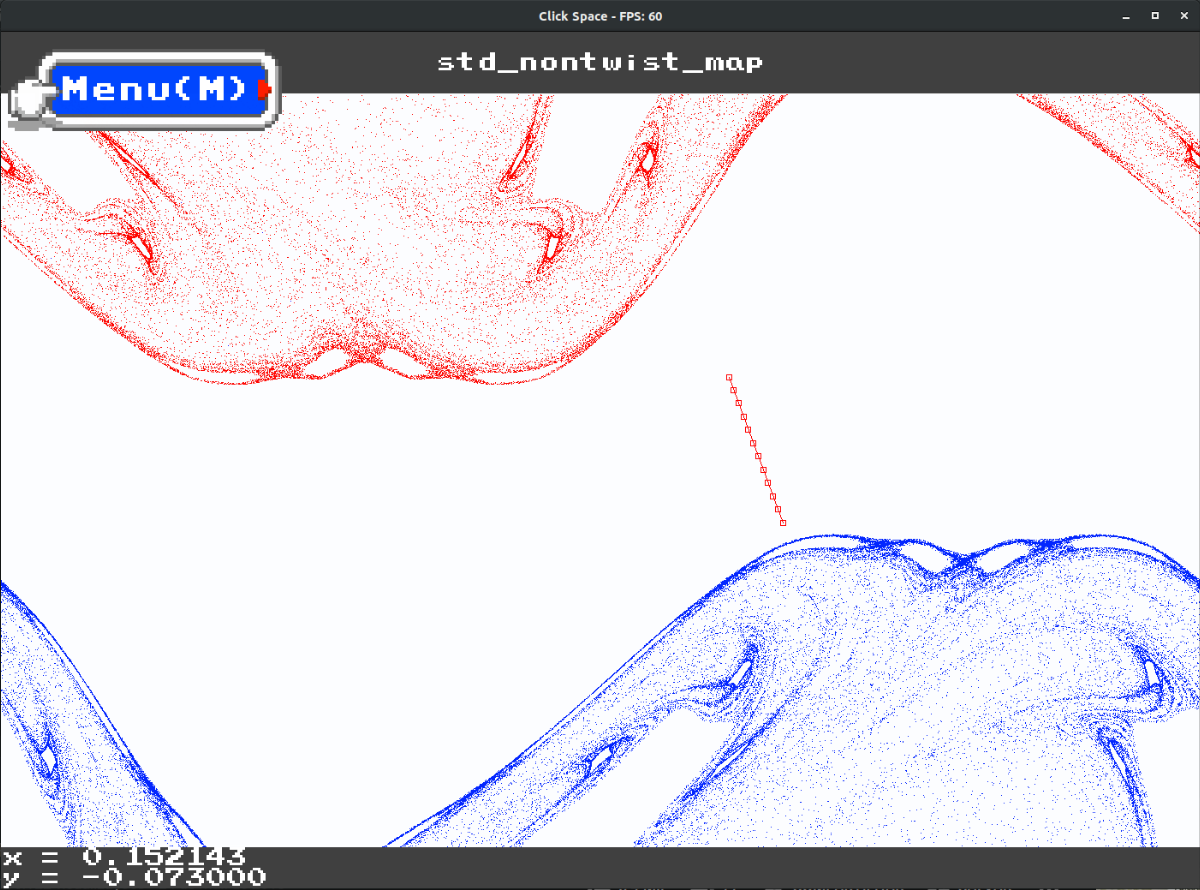 Click Space - FPS: 60
std_nontwist_map
Menu(M)
x = 0.152143
y = -0.073000